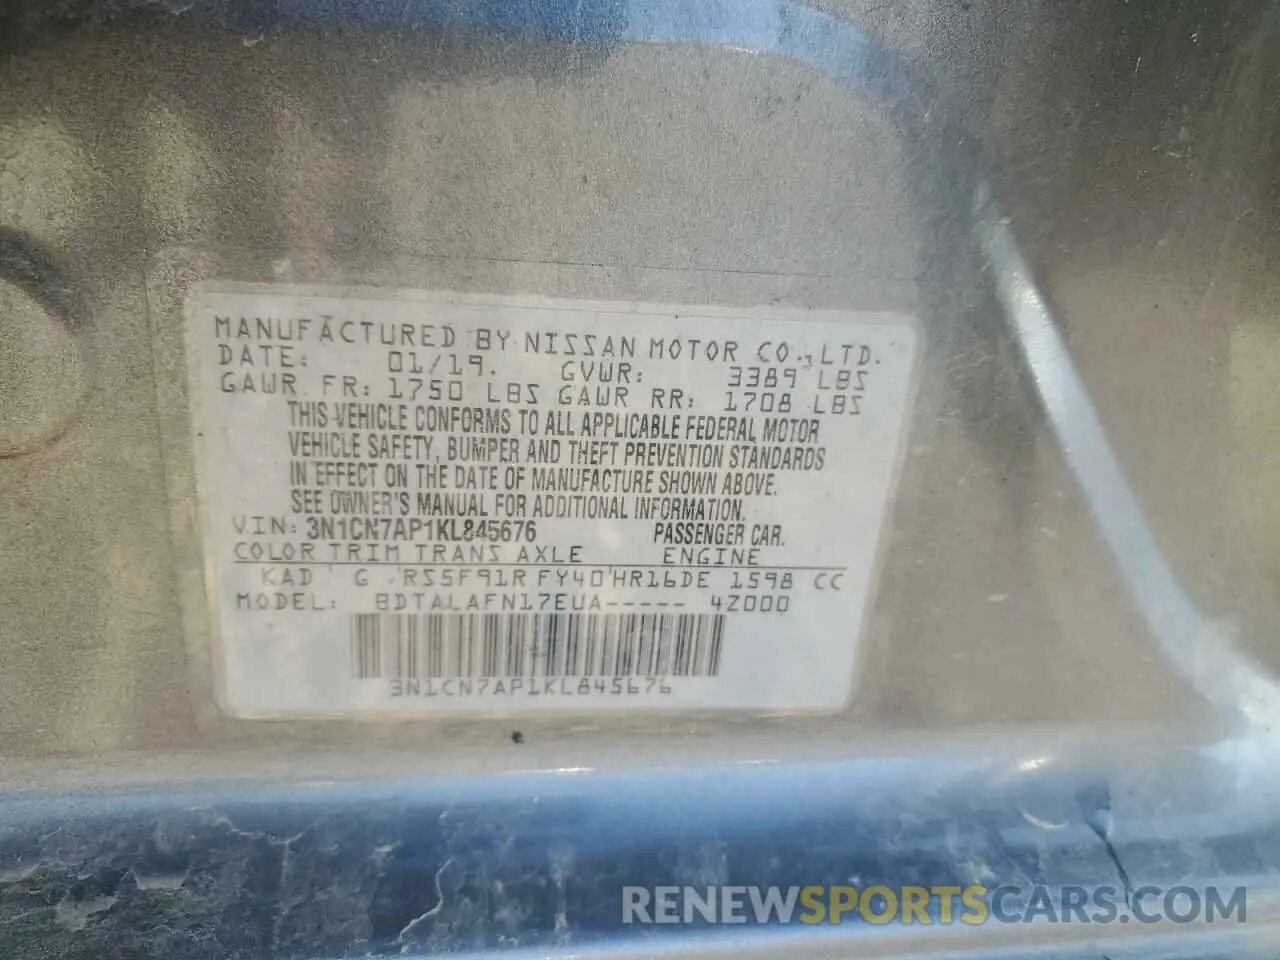 MANUFACTURED BY NISSAN MOTOR CO., LTD.
DATE: 01/19. GVWR: 3389 LBS
GAWR FR: 1750 LBS GAWR RR: 1708 LBS
THIS VEHICLE CONFORMS TO ALL APPLICABLE FEDERAL MOTOR
VEHICLE SAFETY, BUMPER AND THEFT PREVENTION STANDARDS
IN EFFECT ON THE DATE OF MANUFACTURE SHOWN ABOVE.
SEE OWNER'S MANUAL FOR ADDITIONAL INFORMATION.
VIN: 3N1CN7AP1KL845676 PASSENGER CAR.
COLOR TRIM TRANS AXLE ENGINE
KAD G RS5F91R FY40 HR16DE 1598 CC
MODEL: BDTALAFN17EUA----- 4Z000
3N1CN7AP1KL845676
RENEWSPORTSCARS.COM